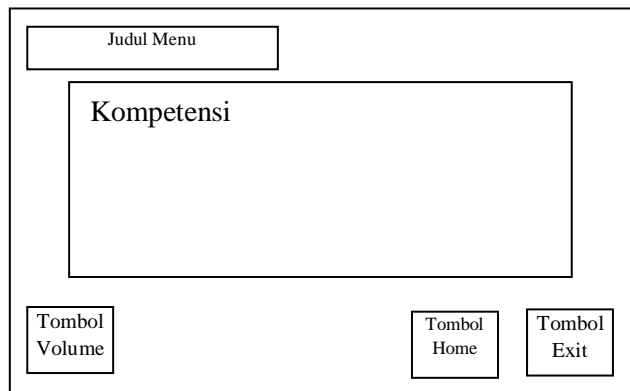 Judul Menu
Kompetensi
Tombol
Volume
Tombol
Home
Tombol
Exit